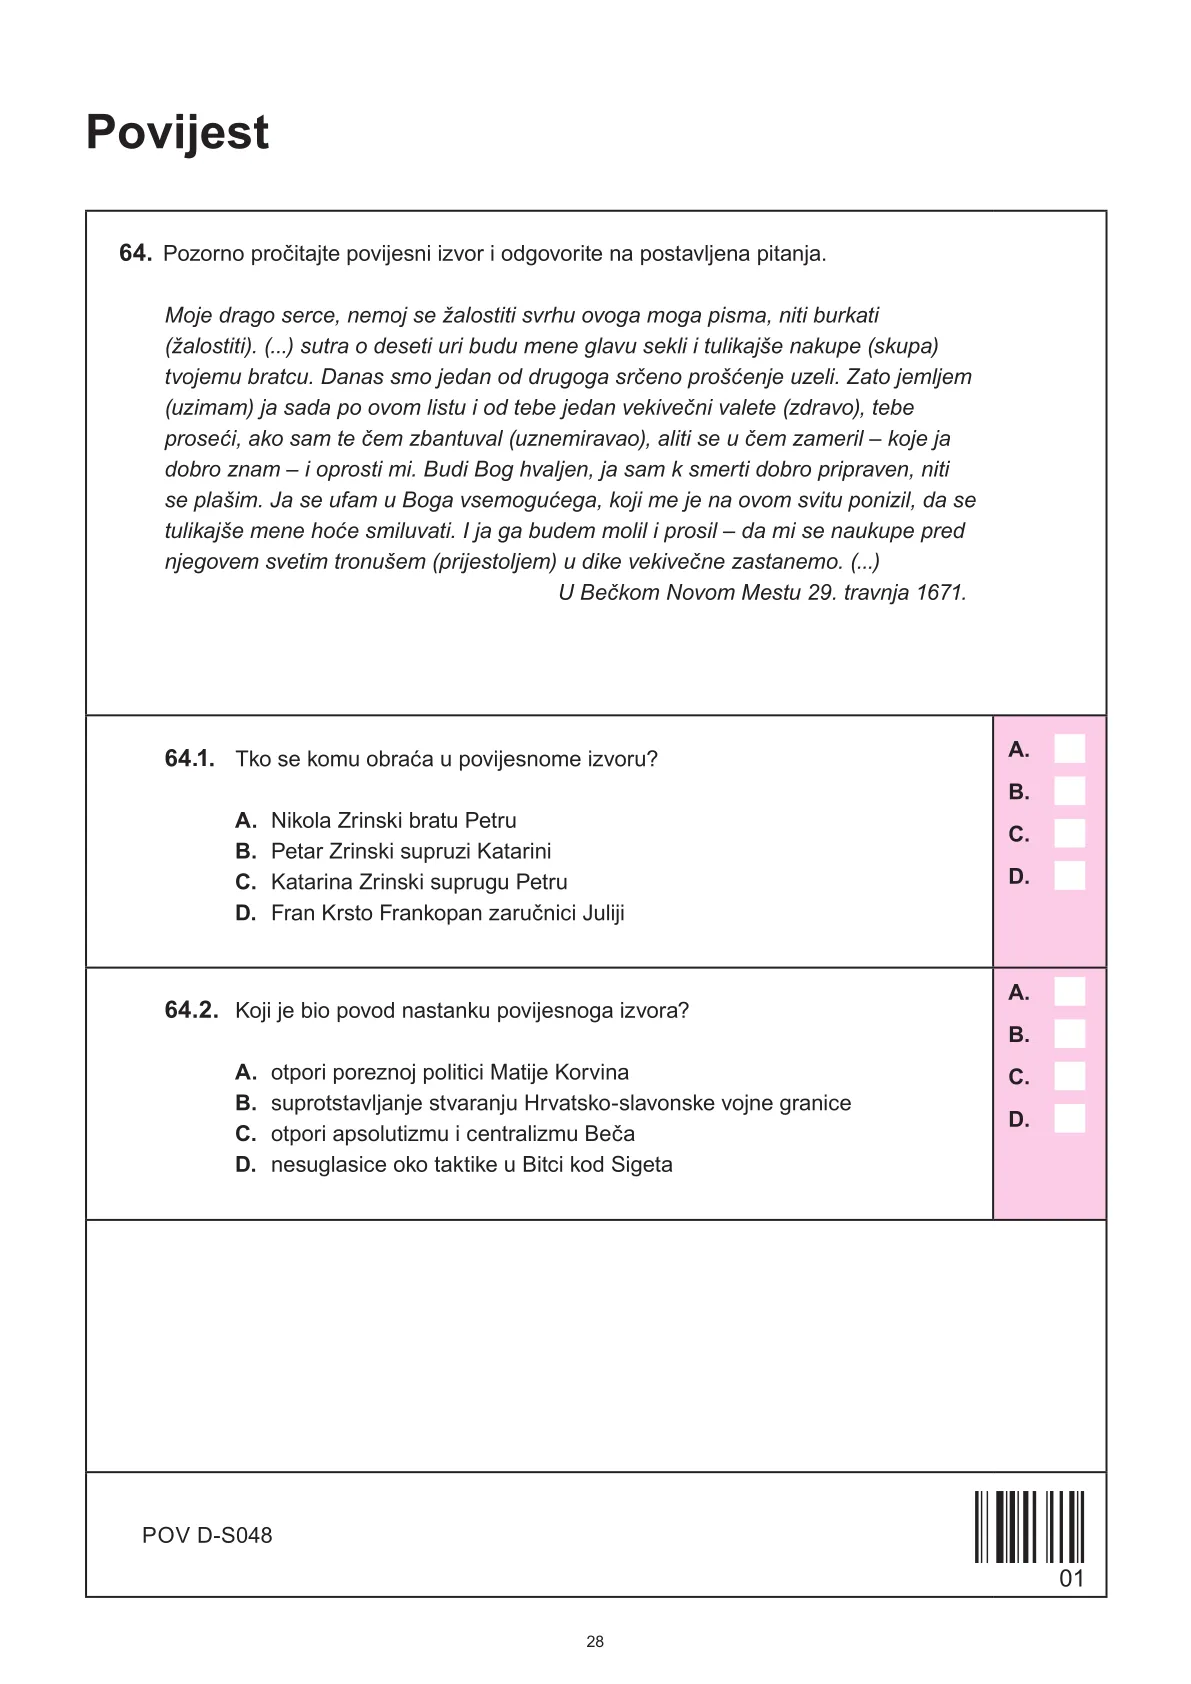 Povijest
64. Pozorno pročitajte povijesni izvor i odgovorite na postavljena pitanja.
Moje drago serce, nemoj se žalostiti svrhu ovoga moga pisma, niti burkati
(žalostiti). (...) sutra o deseti uri budu mene glavu sekli i tulikajše nakupe (skupa)
tvojemu bratcu. Danas smo jedan od drugoga srčeno prošćenje uzeli. Zato jemljem
(uzimam) ja sada po ovom listu i od tebe jedan vekivečni valete (zdravo), tebe
proseći, ako sam te čem zbantuval (uznemiravao), aliti se u čem zameril – koje ja
dobro znam – i oprosti mi. Budi Bog hvaljen, ja sam k smerti dobro pripraven, niti
se plašim. Ja se ufam u Boga vsemogućega, koji me je na ovom svitu ponizil, da se
tulikajše mene hoće smiluvati. I ja ga budem molil i prosil – da mi se naukupe pred
njegovem svetim tronušem (prijestoljem) u dike vekivečne zastanemo. (...)
U Bečkom Novom Mestu 29. travnja 1671.
64.1. Tko se komu obraća u povijesnome izvoru?
A. Nikola Zrinski bratu Petru
B. Petar Zrinski supruzi Katarini
C. Katarina Zrinski suprugu Petru
D. Fran Krsto Frankopan zaručnici Juliji
A.
B.
C.
D.
64.2. Koji je bio povod nastanku povijesnoga izvora?
A. otpori poreznoj politici Matije Korvina
B. suprotstavljanje stvaranju Hrvatsko-slavonske vojne granice
C. otpori apsolutizmu i centralizmu Beča
D. nesuglasice oko taktike u Bitci kod Sigeta
A.
B.
C.
D.
POV D-S048
01
28